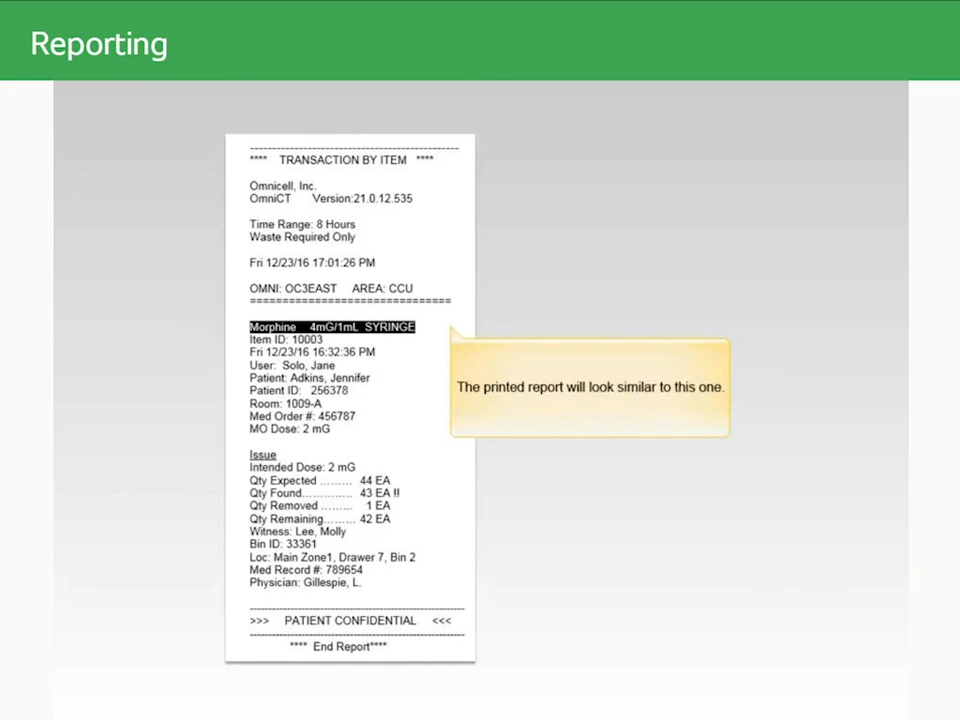 Reporting
------------------------------------------------
**** TRANSACTION BY ITEM ****
Omnicell, Inc.
OmniCT Version:21.0.12.535
Time Range: 8 Hours
Waste Required Only
Fri 12/23/16 17:01:26 PM
OMNI: OC3EAST AREA: CCU
===============================
Morphine 4mG/1mL SYRINGE
Item ID: 10003
Fri 12/23/16 16:32:36 PM
User: Solo, Jane
Patient: Adkins, Jennifer
Patient ID: 256378
Room: 1009-A
Med Order #: 456787
MO Dose: 2 mG
The printed report will look similar to this one.
Issue
Intended Dose: 2 mG
Qty Expected ……… 44 EA
Qty Found………….. 43 EA !!
Qty Removed ……... 1 EA
Qty Remaining……... 42 EA
Witness: Lee, Molly
Bin ID: 33361
Loc: Main Zone1, Drawer 7, Bin 2
Med Record #: 789654
Physician: Gillespie, L.
------------------------------------------------
>>> PATIENT CONFIDENTIAL <<<
------------------------------------------------
**** End Report****